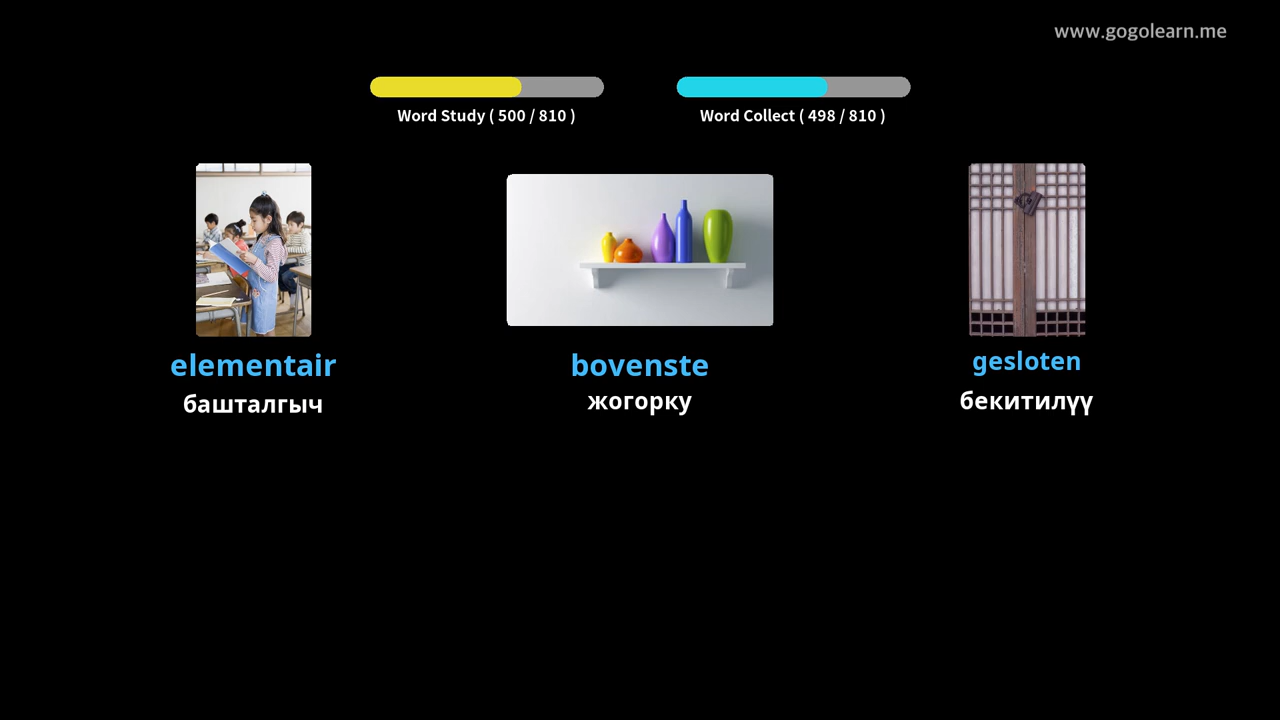 www.gogolearn.me
Word Study ( 500 / 810 )
Word Collect ( 498 / 810 )
elementair
башталгыч
bovenste
жогорку
gesloten
бекитилүү